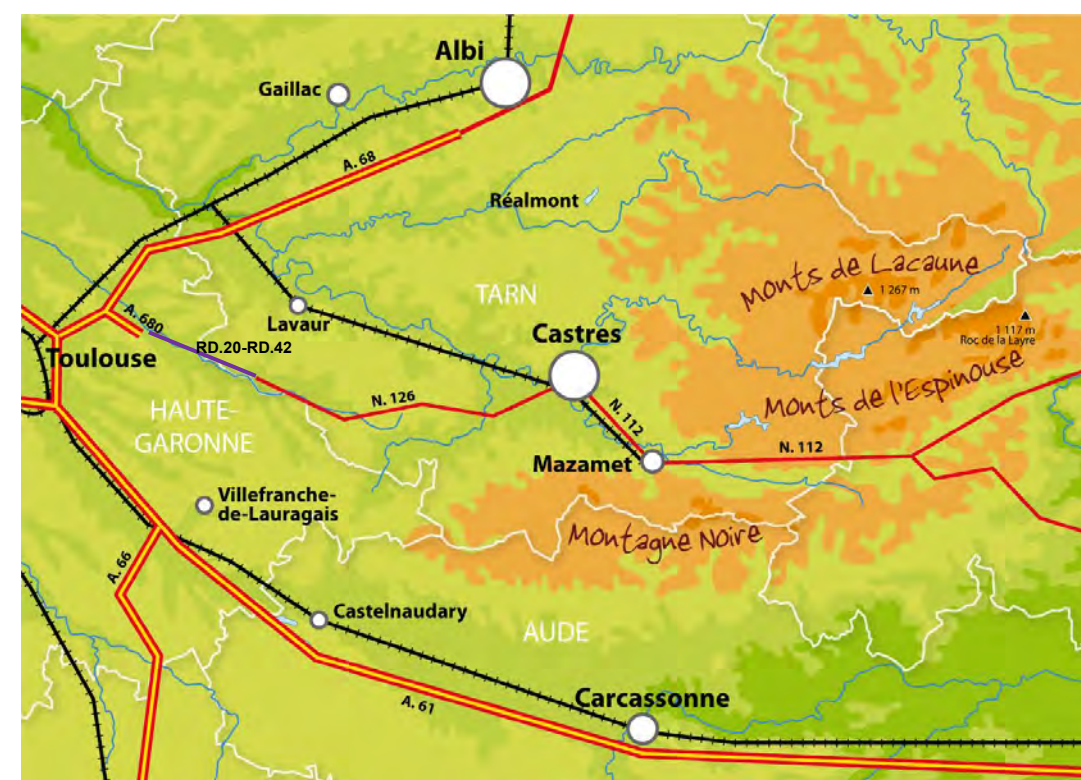 Albi
Gaillac
A. 68
Réalmont
Monts de Lacaune
1 267 m
TARN
A. 680
Lavaur
1 117 m
Roc de la Layre
Castres
RD.20-RD.42
Toulouse
Monts de l'Espinouse
N. 126
HAUTE-
GARONNE
N. 112
N. 112
Mazamet
Villefranche-
de-Lauragais
Montagne Noire
A. 66
Castelnaudary
AUDE
Carcassonne
A. 61